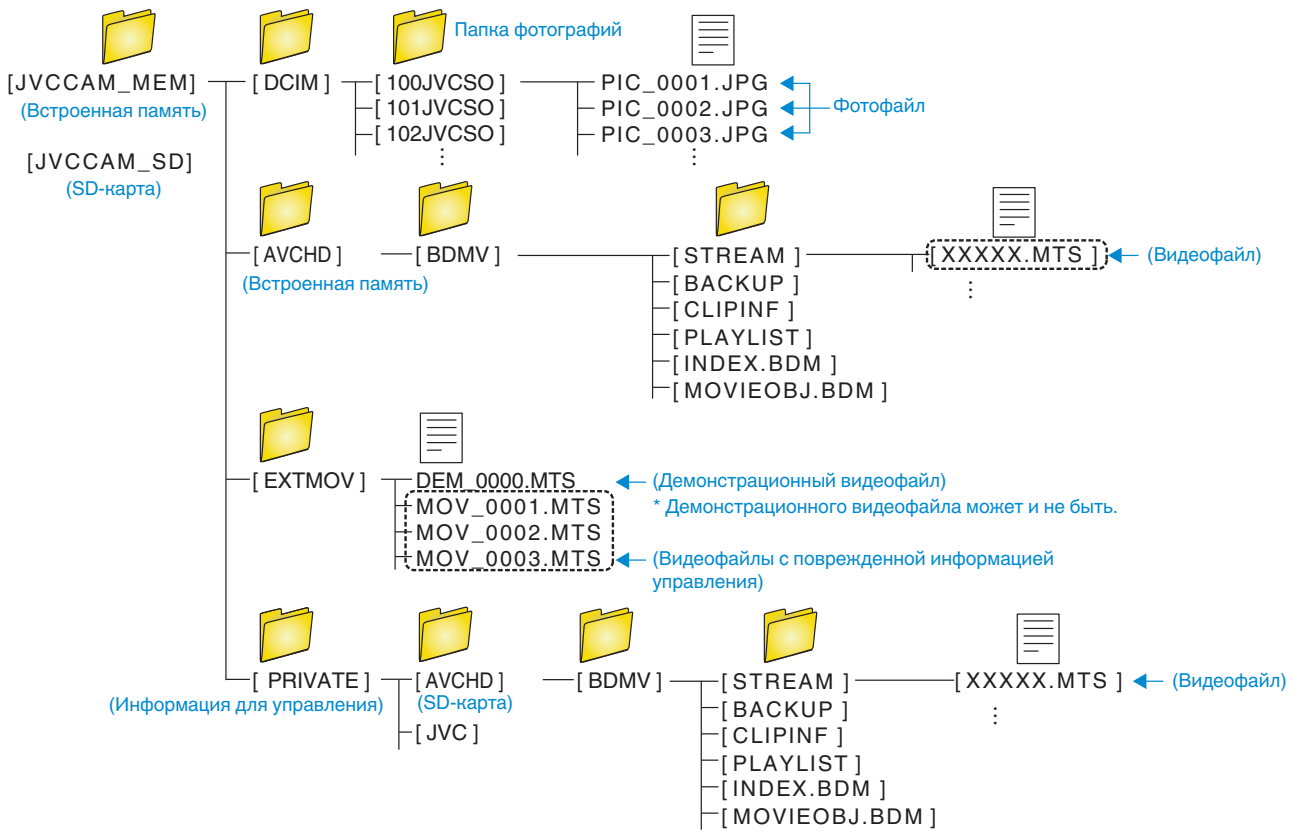 Папка фотографий
[JVCCAM_MEM] [ DCIM ] [ 100JVCSO ] PIC_0001.JPG
(Встроенная память) [ 101JVCSO ] PIC_0002.JPG Фотофайл
[ 102JVCSO ] PIC_0003.JPG
[JVCCAM_SD]
(SD-карта)
[ AVCHD ] [ BDMV ] [ STREAM ] [ XXXXX.MTS ] (Видеофайл)
(Встроенная память) [ BACKUP ]
[ CLIPINF ]
[ PLAYLIST ]
[ INDEX.BDM ]
[ MOVIEOBJ.BDM ]
[ EXTMOV ] DEM_0000.MTS (Демонстрационный видеофайл)
MOV_0001.MTS * Демонстрационного видеофайла может и не быть.
MOV_0002.MTS
MOV_0003.MTS (Видеофайлы с поврежденной информацией
управления)
[ PRIVATE ] [ AVCHD ] [ BDMV ] [ STREAM ] [ XXXXX.MTS ] (Видеофайл)
(Информация для управления) (SD-карта) [ BACKUP ]
[ JVC ] [ CLIPINF ]
[ PLAYLIST ]
[ INDEX.BDM ]
[ MOVIEOBJ.BDM ]